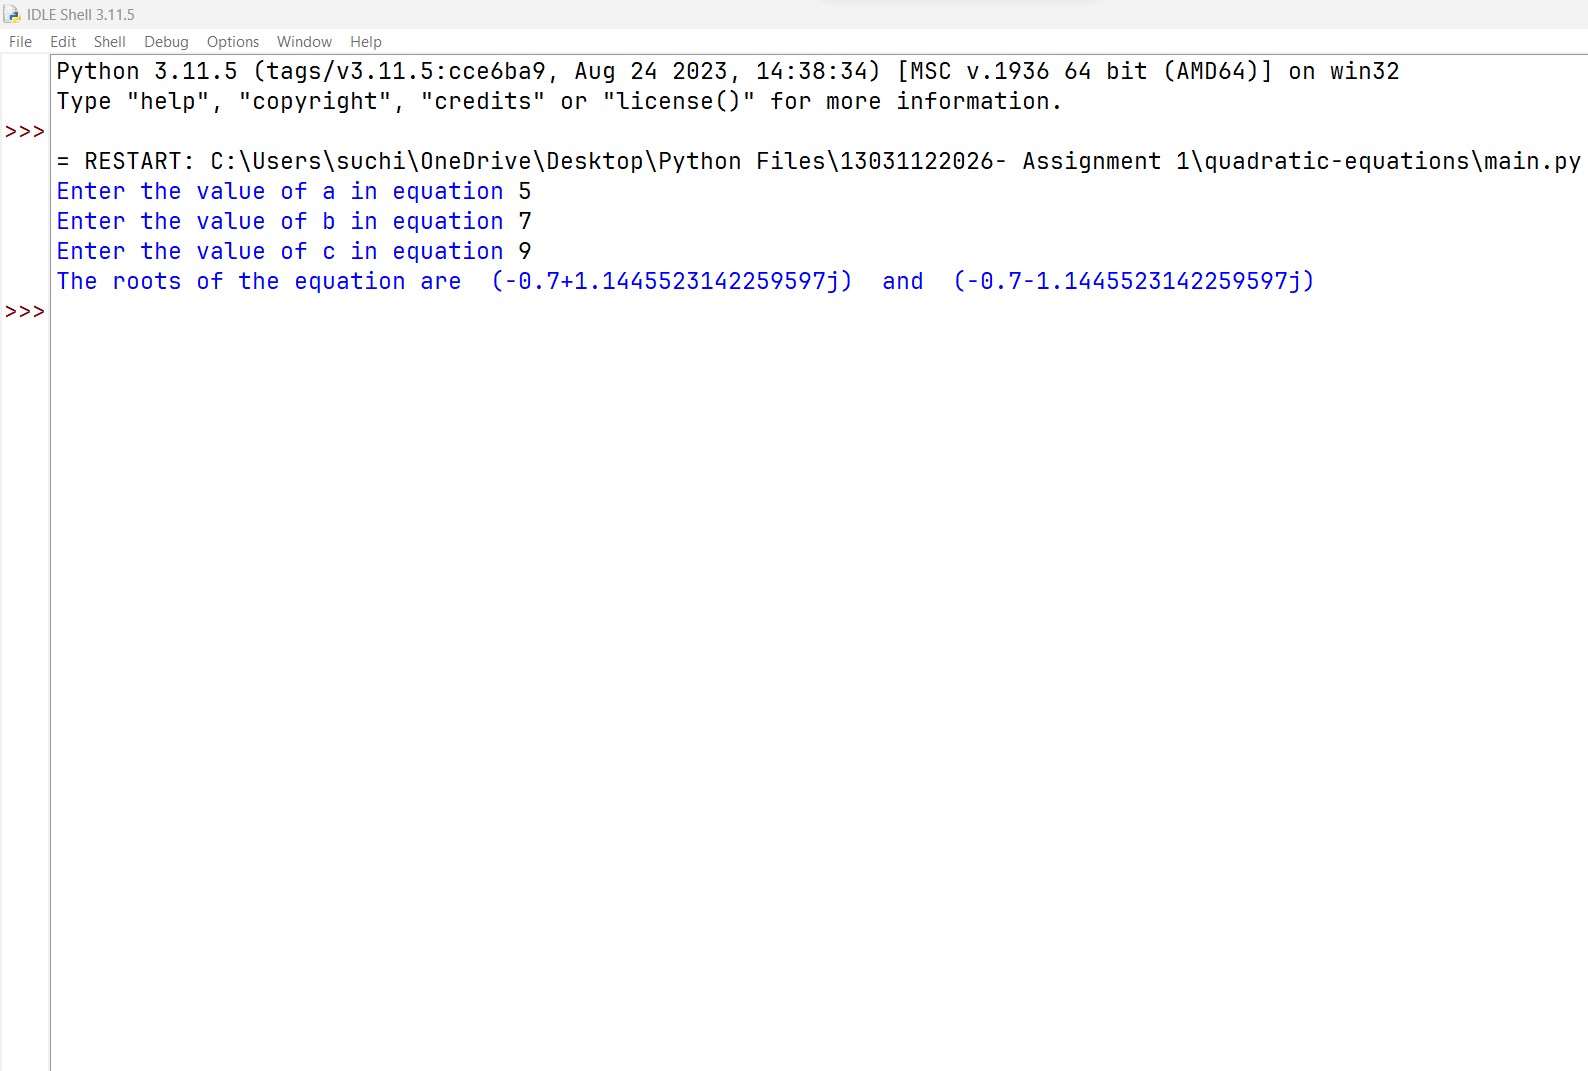 IDLE Shell 3.11.5
File Edit Shell Debug Options Window Help
Python 3.11.5 (tags/v3.11.5:cce6ba9, Aug 24 2023, 14:38:34) [MSC v.1936 64 bit (AMD64)] on win32
Type "help", "copyright", "credits" or "license()" for more information.
>>>
= RESTART: C:\Users\suchi\OneDrive\Desktop\Python Files\13031122026- Assignment 1\quadratic-equations\main.py
Enter the value of a in equation 5
Enter the value of b in equation 7
Enter the value of c in equation 9
The roots of the equation are  (-0.7+1.1445523142259597j)  and  (-0.7-1.1445523142259597j)
>>>